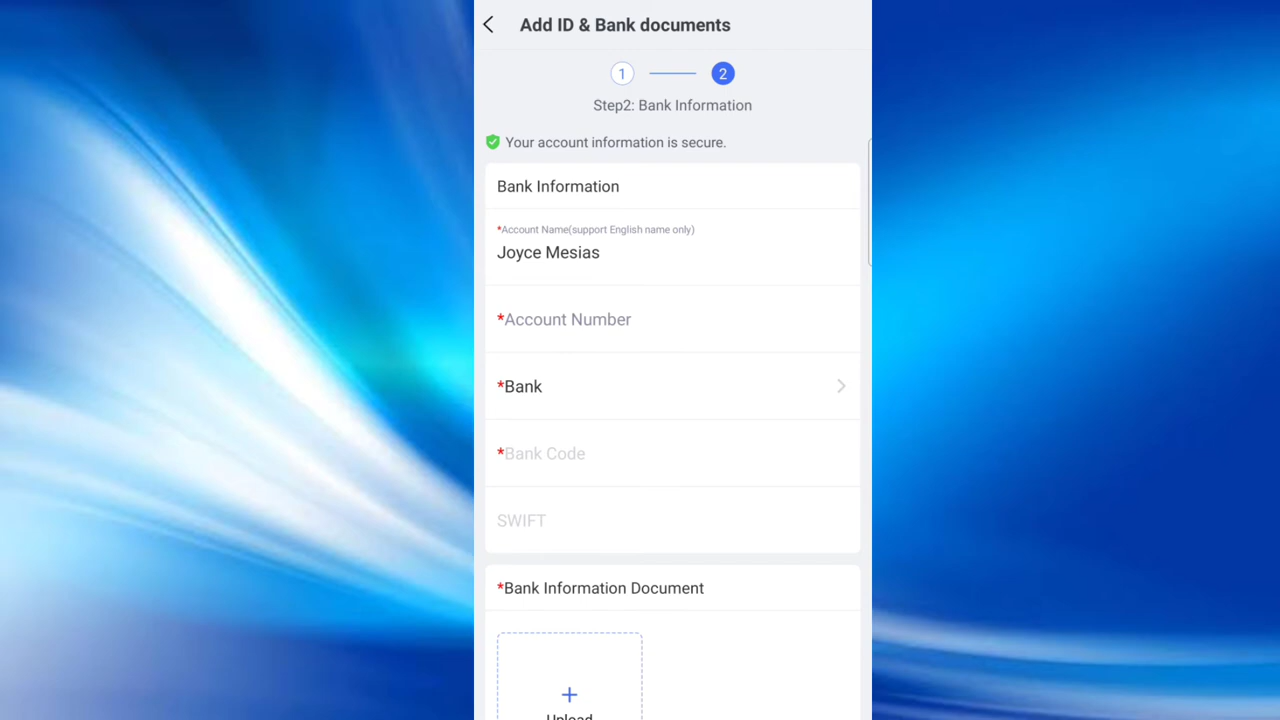 Add ID & Bank documents
1
2
Step2: Bank Information
Your account information is secure.
Bank Information
*Account Name(support English name only)
Joyce Mesias
*Account Number
*Bank
*Bank Code
SWIFT
*Bank Information Document
Upload